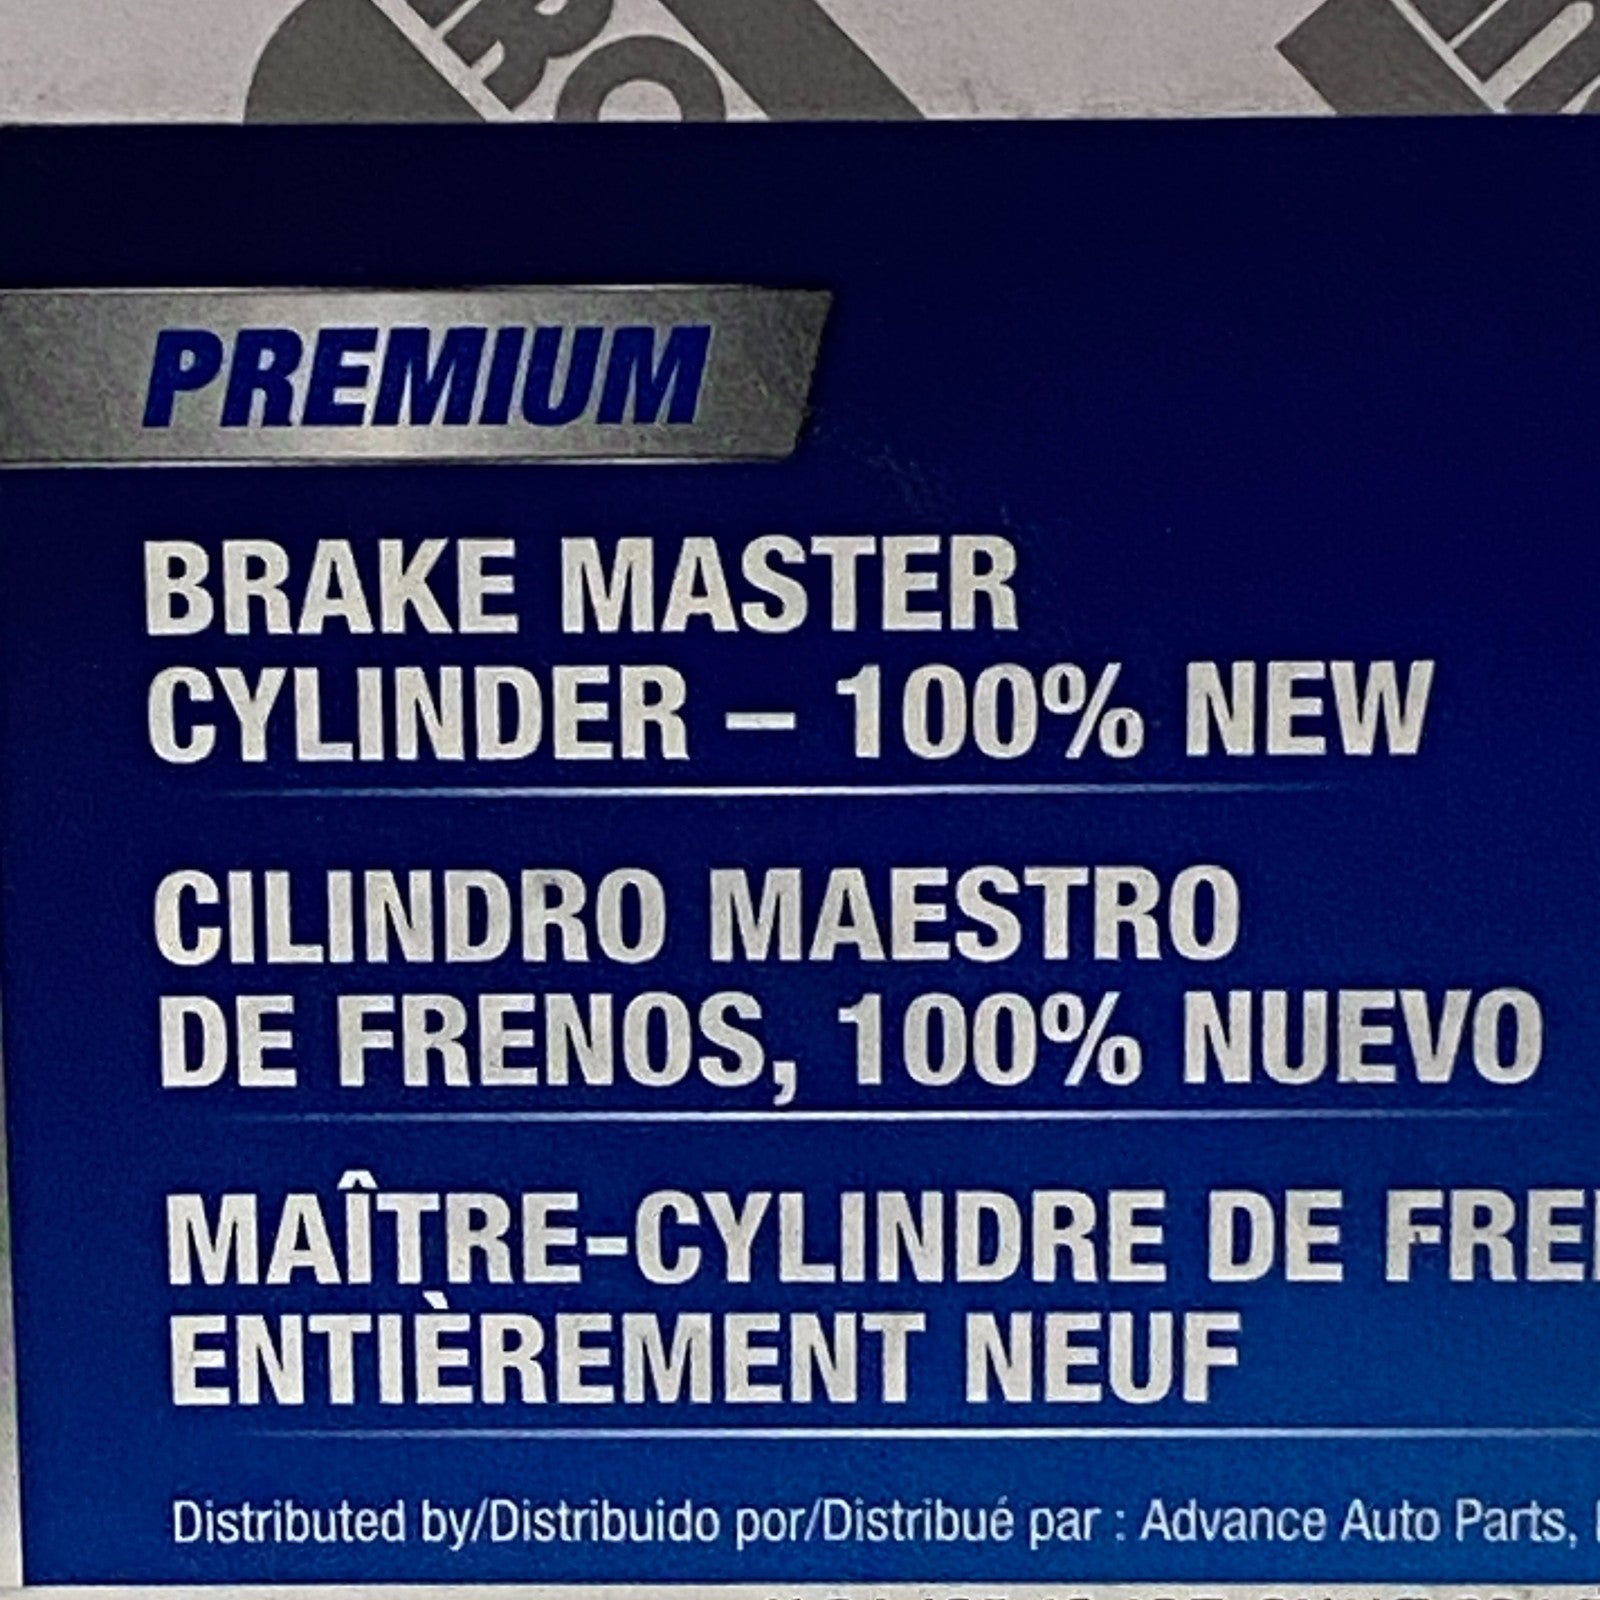 PREMIUM
BRAKE MASTER
CYLINDER – 100% NEW
CILINDRO MAESTRO
DE FRENOS, 100% NUEVO
MAÎTRE-CYLINDRE DE
ENTIÈREMENT NEUF
Distributed by/Distribuido por/Distribué par : Advance Auto Parts,